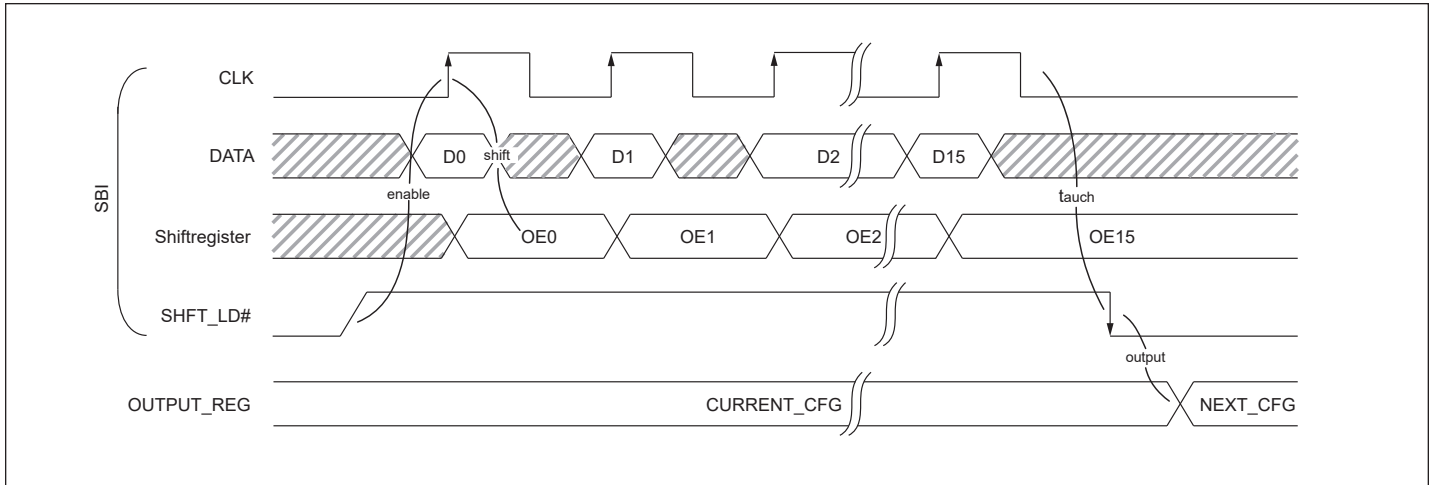 SBI
CLK
DATA D0 shift D1 D2 D15
enable
tauch
Shiftregister OE0 OE1 OE2 OE15
SHFT_LD#
output
OUTPUT_REG CURRENT_CFG NEXT_CFG